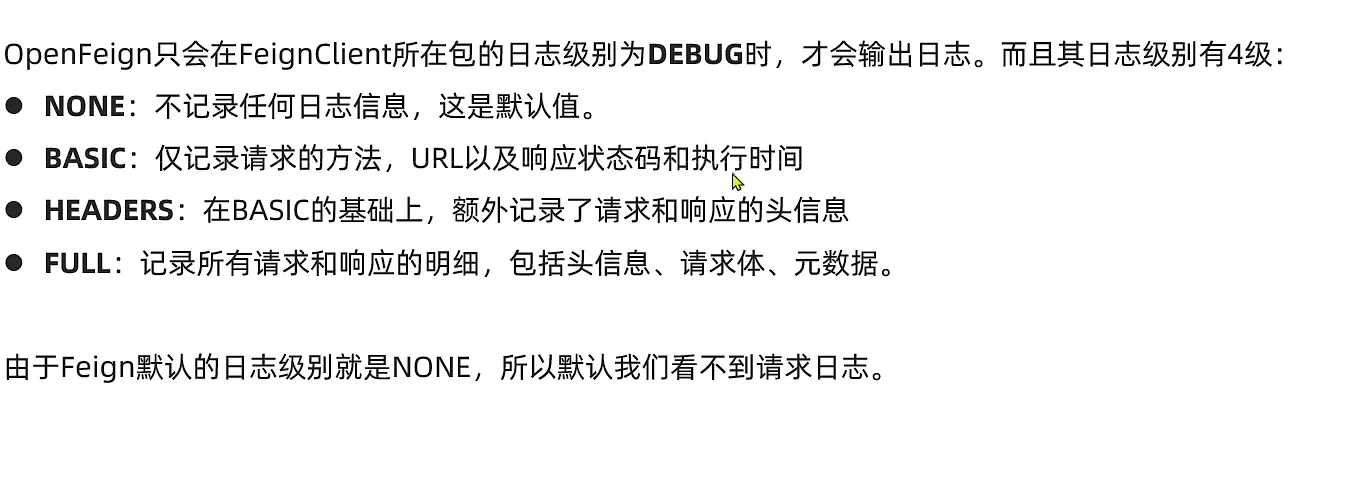 OpenFeign只会在FeignClient所在包的日志级别为DEBUG时，才会输出日志。而且其日志级别有4级：
● NONE：不记录任何日志信息，这是默认值。
● BASIC：仅记录请求的方法，URL以及响应状态码和执行时间
● HEADERS：在BASIC的基础上，额外记录了请求和响应的头信息
● FULL：记录所有请求和响应的明细，包括头信息、请求体、元数据。
由于Feign默认的日志级别就是NONE，所以默认我们看不到请求日志。